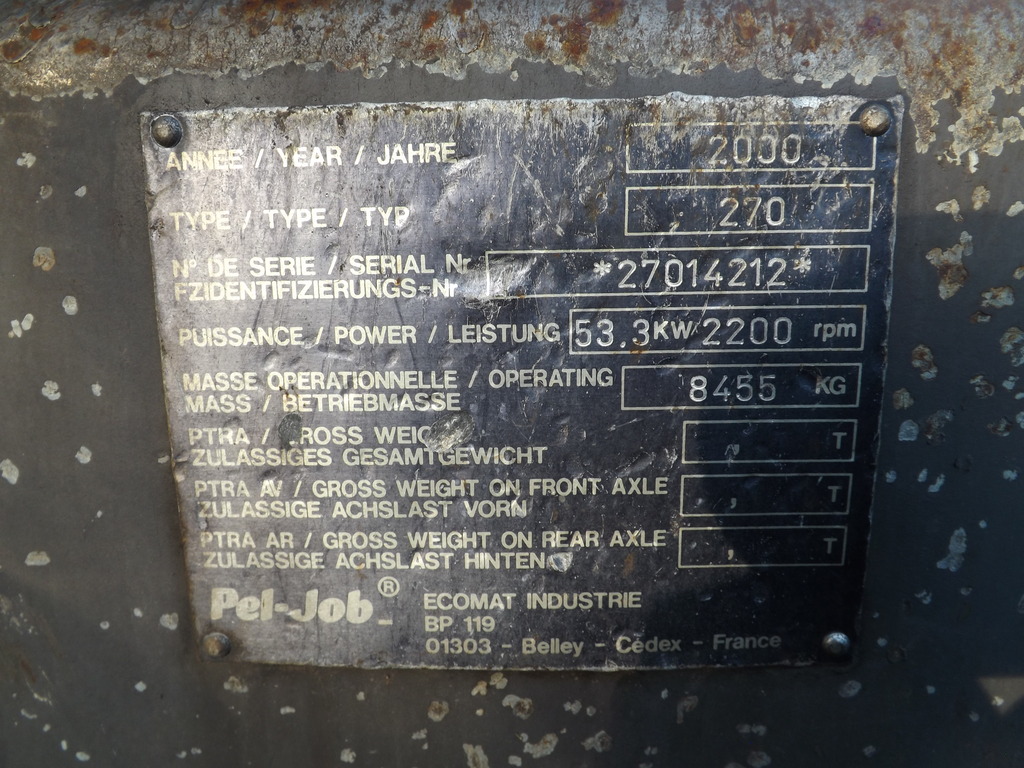 ANNEE / YEAR / JAHRE 2000
TYPE / TYPE / TYP , 270
N° DE SERIE / SERIAL Nr *27014212*
FZIDENTIFIZIERUNGS-Nr
PUISSANCE / POWER / LEISTUNG 53.3KW/2200 rpm
MASSE OPERATIONNELLE / OPERATING 8455 KG
MASS / BETRIEBMASSE
PTRA / , T
ZULASSIGES GESAMTGEWICHT
PTRA AV / GROSS WEIGHT ON FRONT AXLE , , T
ZULASSIGE ACHSLAST VORN
PTRA AR / GROSS WEIGHT ON REAR AXLE , T
ZULASSIGE ACHSLAST HINTEN
Pel-Job ® ECOMAT INDUSTRIE
BP 119
01303 - Belley - Cedex - France